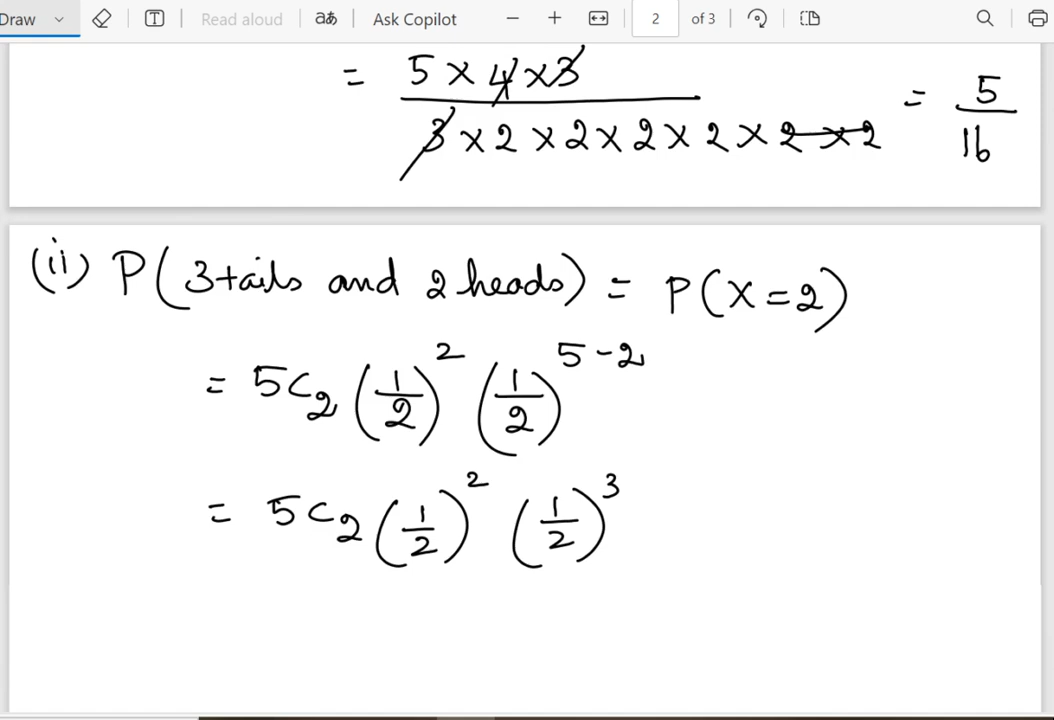 Draw Read aloud aあ Ask Copilot 2 of 3
= 5 × 4 × 3 / 3 × 2 × 2 × 2 × 2 × 2 × 2 = 5 / 16
(ii) P(3 tails and 2 heads) = P(X=2)
= 5C₂ (1/2)² (1/2)⁵⁻²
= 5C₂ (1/2)² (1/2)³